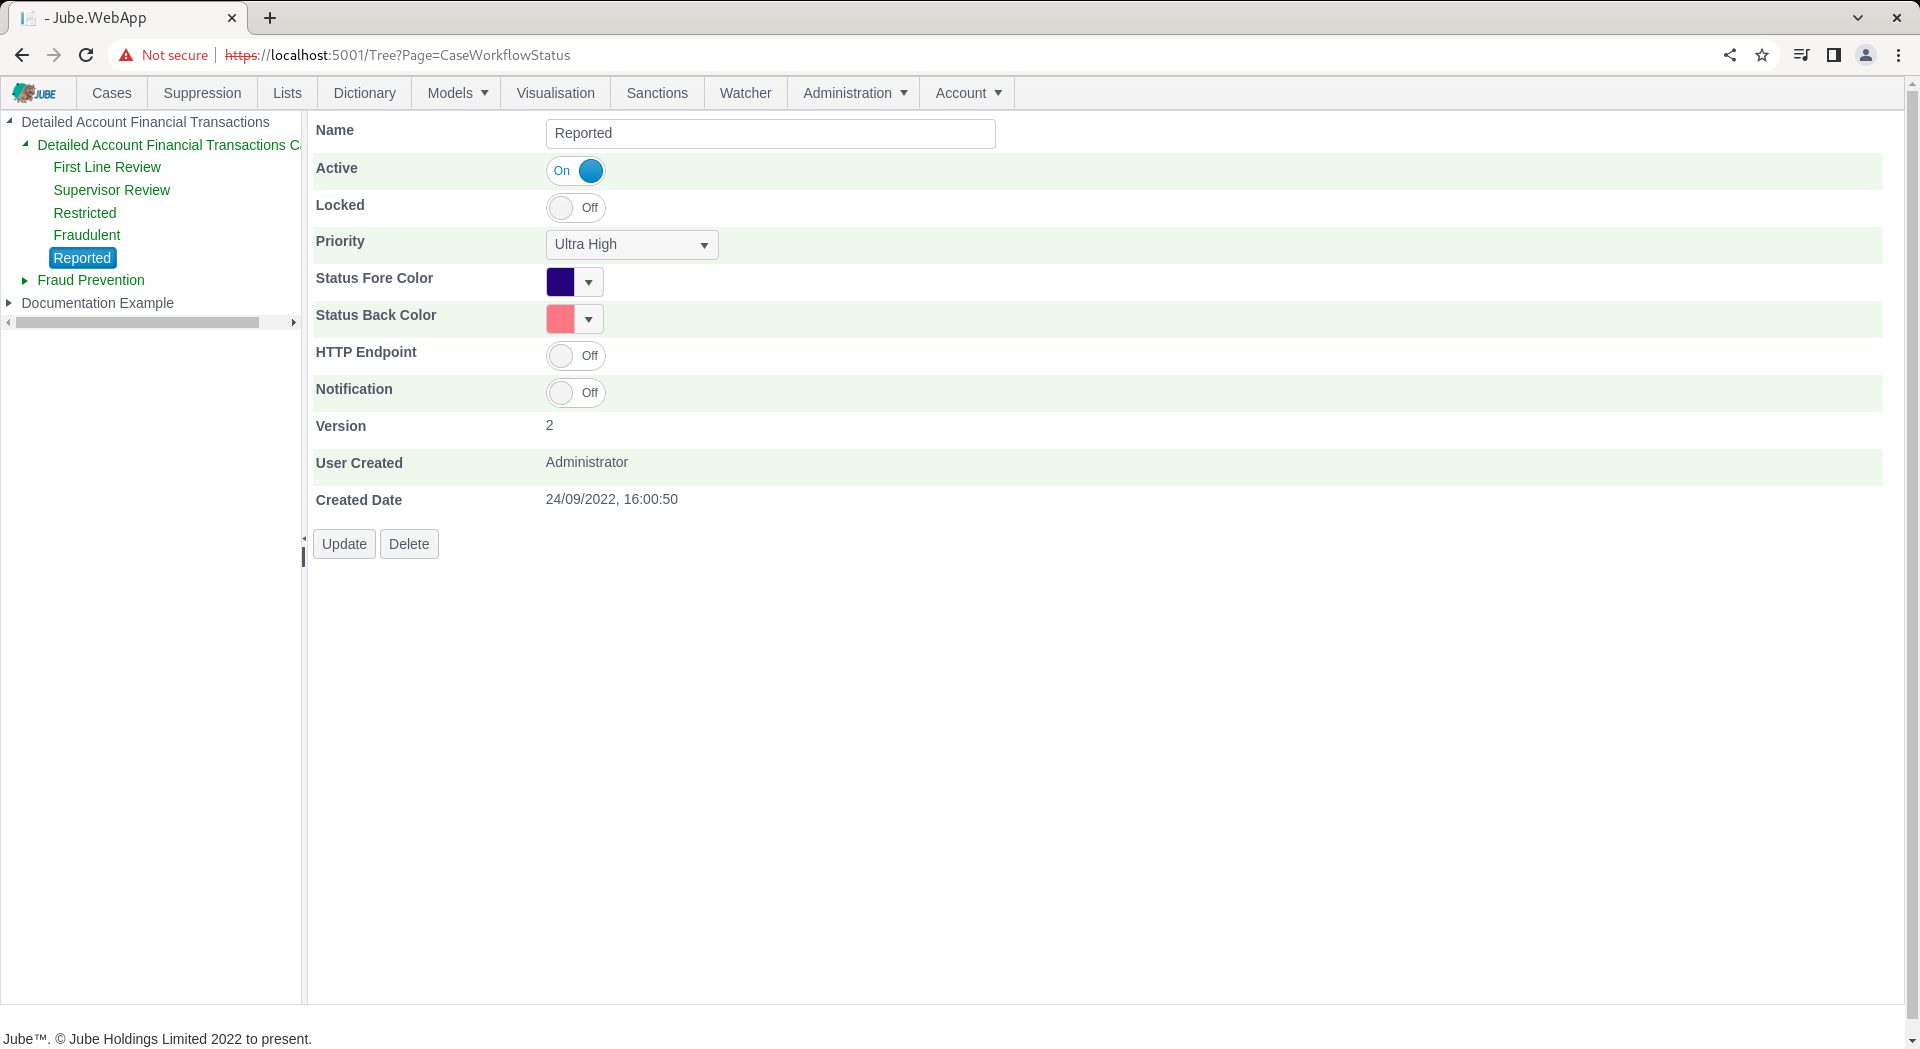 - Jube.WebApp
Not secure https://localhost:5001/Tree?Page=CaseWorkflowStatus
JUBE Cases Suppression Lists Dictionary Models Visualisation Sanctions Watcher Administration Account
Detailed Account Financial Transactions
Detailed Account Financial Transactions Ca
First Line Review
Supervisor Review
Restricted
Fraudulent
Reported
Fraud Prevention
Documentation Example
Name Reported
Active On
Locked Off
Priority Ultra High
Status Fore Color
Status Back Color
HTTP Endpoint Off
Notification Off
Version 2
User Created Administrator
Created Date 24/09/2022, 16:00:50
Update Delete
Jube™. © Jube Holdings Limited 2022 to present.